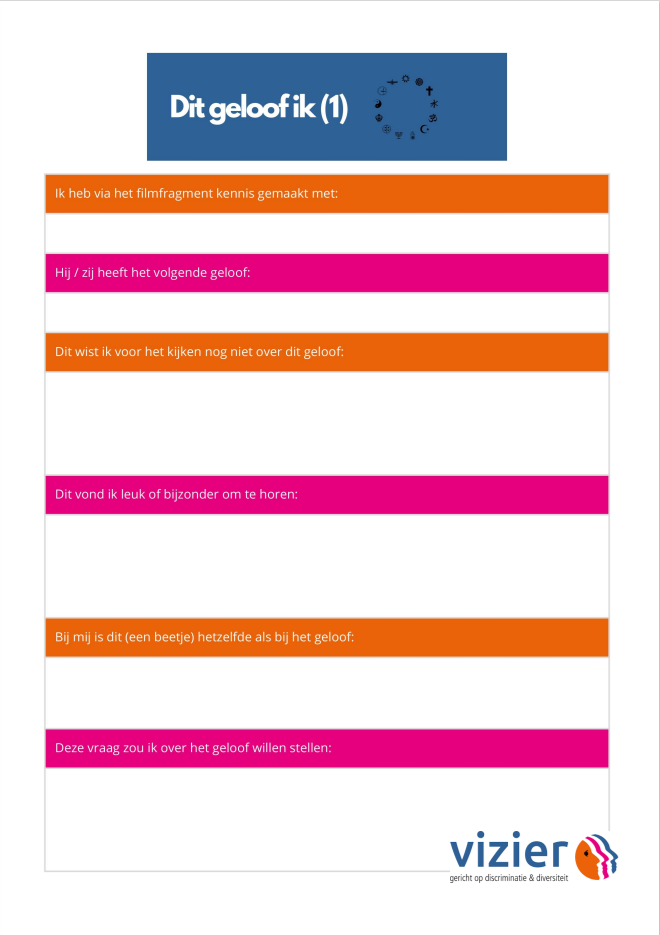 Dit geloof ik (1)
Ik heb via het filmfragment kennis gemaakt met:
Hij / zij heeft het volgende geloof:
Dit wist ik voor het kijken nog niet over dit geloof:
Dit vond ik leuk of bijzonder om te horen:
Bij mij is dit (een beetje) hetzelfde als bij het geloof:
Deze vraag zou ik over het geloof willen stellen:
vizier
gericht op discriminatie & diversiteit